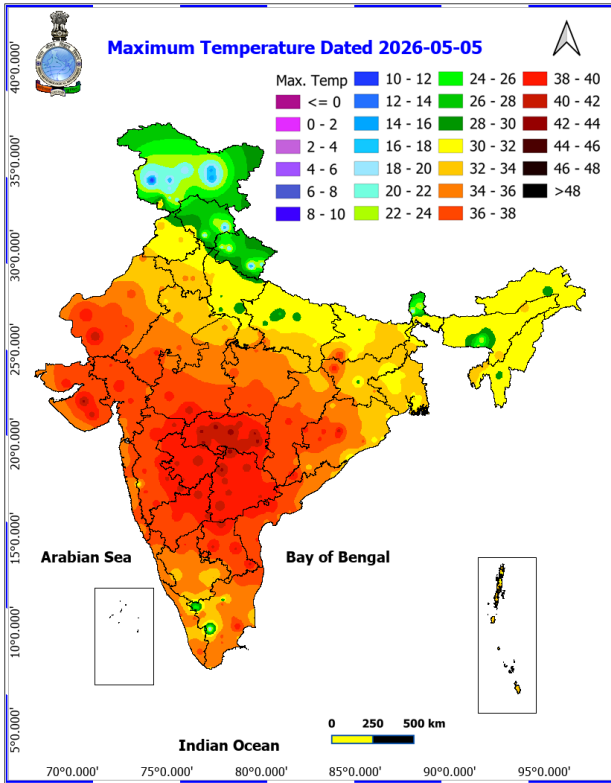 Maximum Temperature Dated 2026-05-05
Max. Temp
<= 0
0 - 2
2 - 4
4 - 6
6 - 8
8 - 10
10 - 12
12 - 14
14 - 16
16 - 18
18 - 20
20 - 22
22 - 24
24 - 26
26 - 28
28 - 30
30 - 32
32 - 34
34 - 36
36 - 38
38 - 40
40 - 42
42 - 44
44 - 46
46 - 48
>48
40°0.000'
35°0.000'
30°0.000'
25°0.000'
20°0.000'
15°0.000'
10°0.000'
5°0.000'
Arabian Sea
Bay of Bengal
Indian Ocean
0 250 500 km
70°0.000' 75°0.000' 80°0.000' 85°0.000' 90°0.000' 95°0.000'